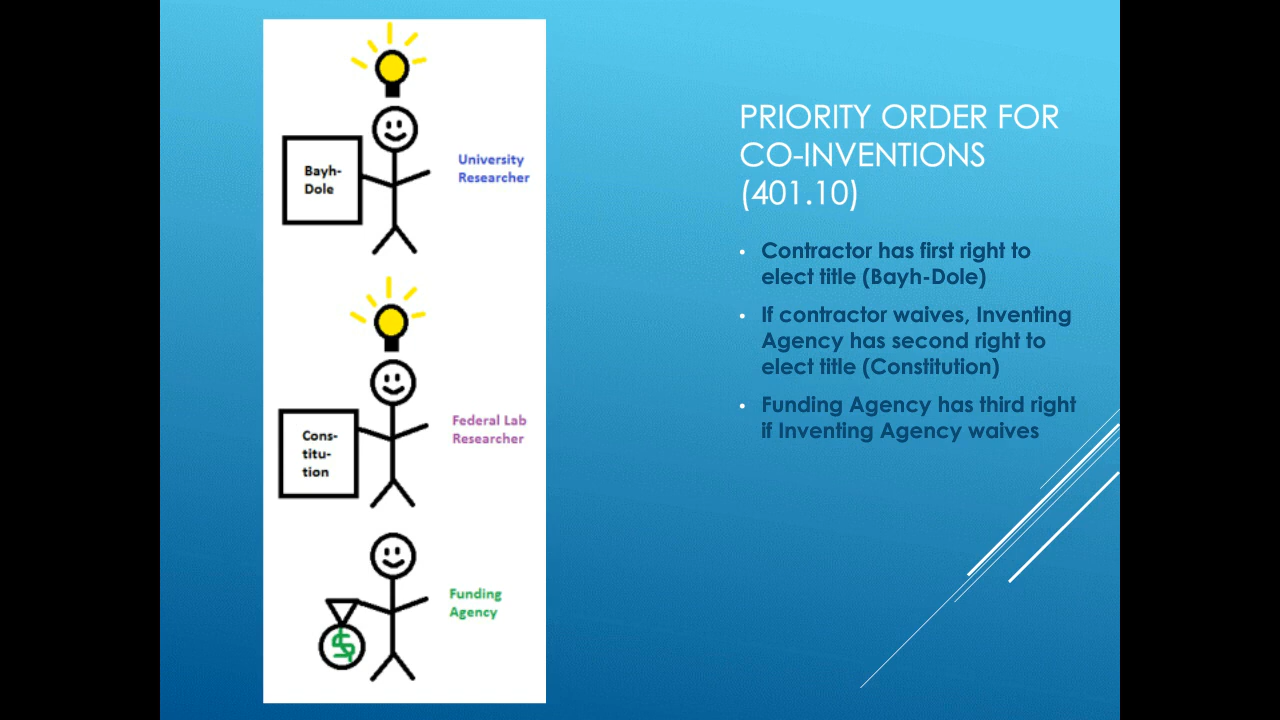 Bayh-
Dole
University
Researcher
Cons-
titu-
tion
Federal Lab
Researcher
Funding
Agency
$
PRIORITY ORDER FOR
CO-INVENTIONS
(401.10)
• Contractor has first right to
elect title (Bayh-Dole)
• If contractor waives, Inventing
Agency has second right to
elect title (Constitution)
• Funding Agency has third right
if Inventing Agency waives